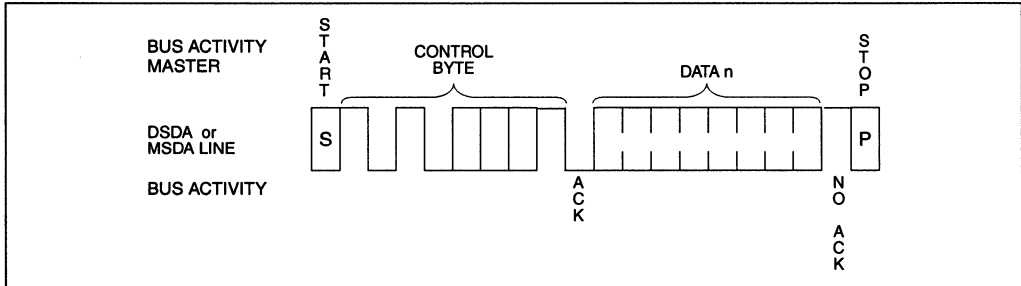 BUS ACTIVITY
MASTER
START
CONTROL
BYTE
DATA n
STOP
DSDA or
MSDA LINE
S
P
BUS ACTIVITY
ACK
NO ACK